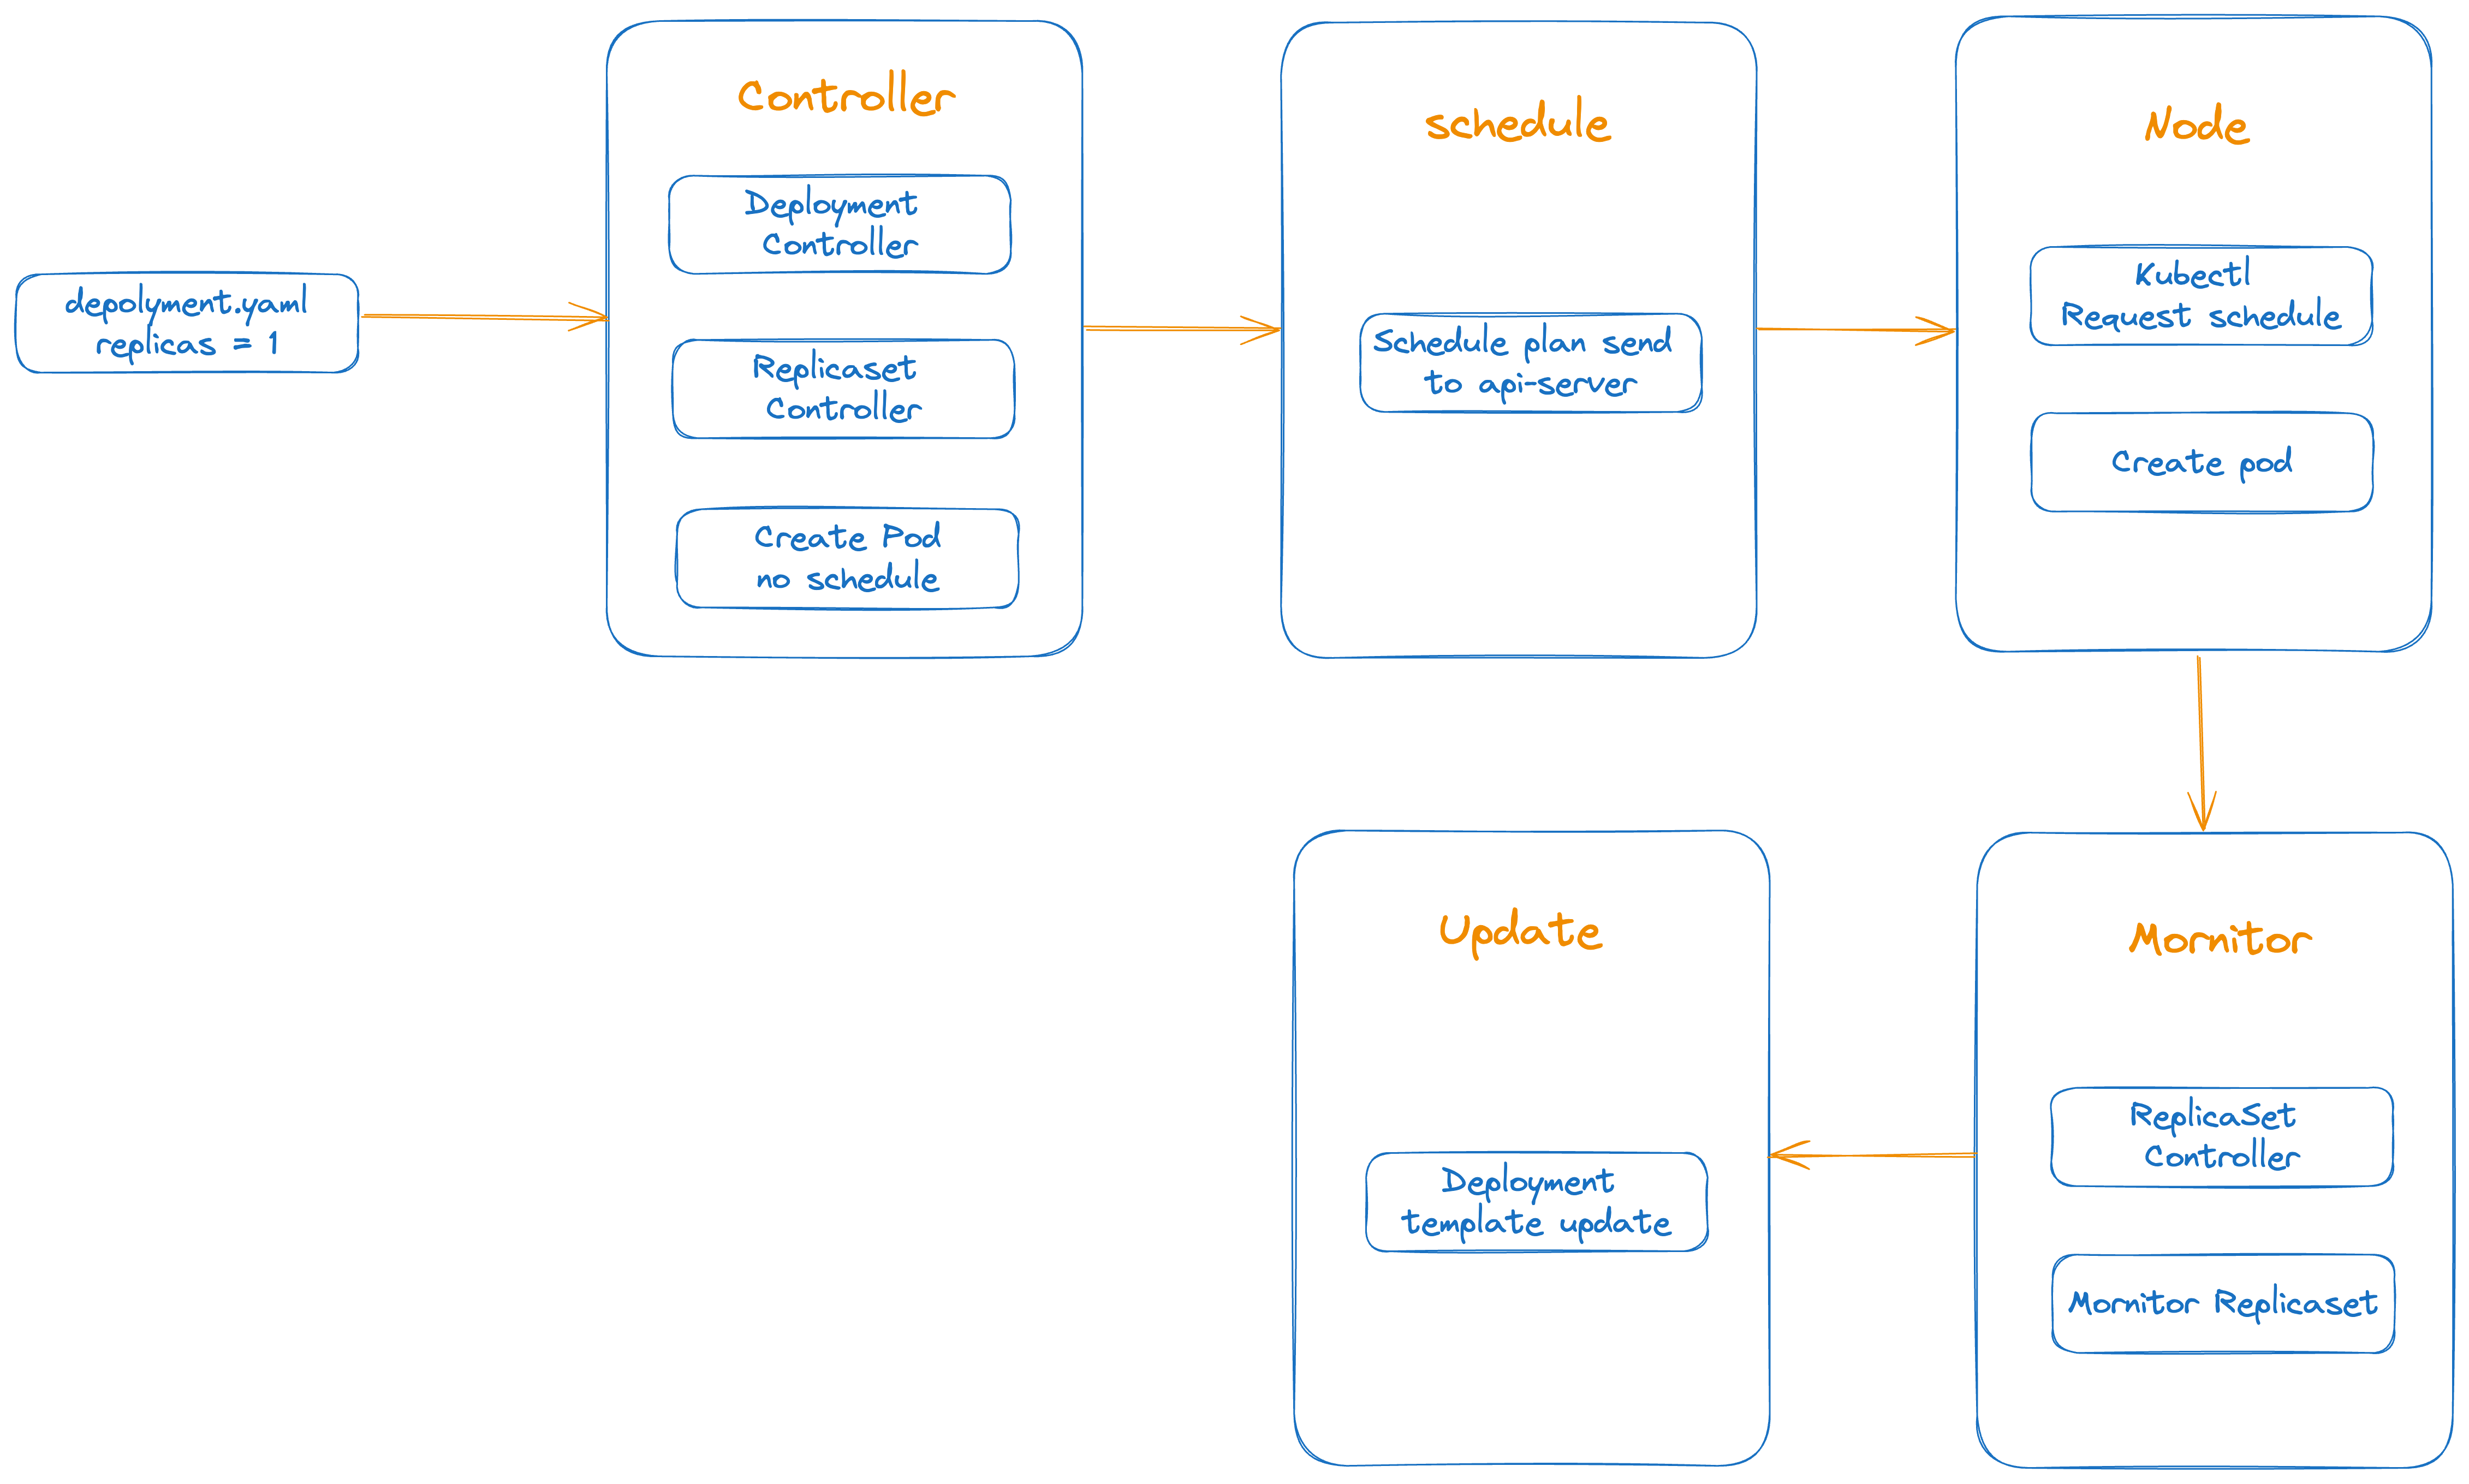 depolyment.yaml
replicas = 1
Controller
Deployment
Controller
Replicaset
Controller
Create Pod
no schedule
schedule
Schedule plan send
to api-server
Node
Kubectl
Request schedule
Create pod
Mornitor
ReplicaSet
Controller
Mornitor Replicaset
Update
Deployment
template update